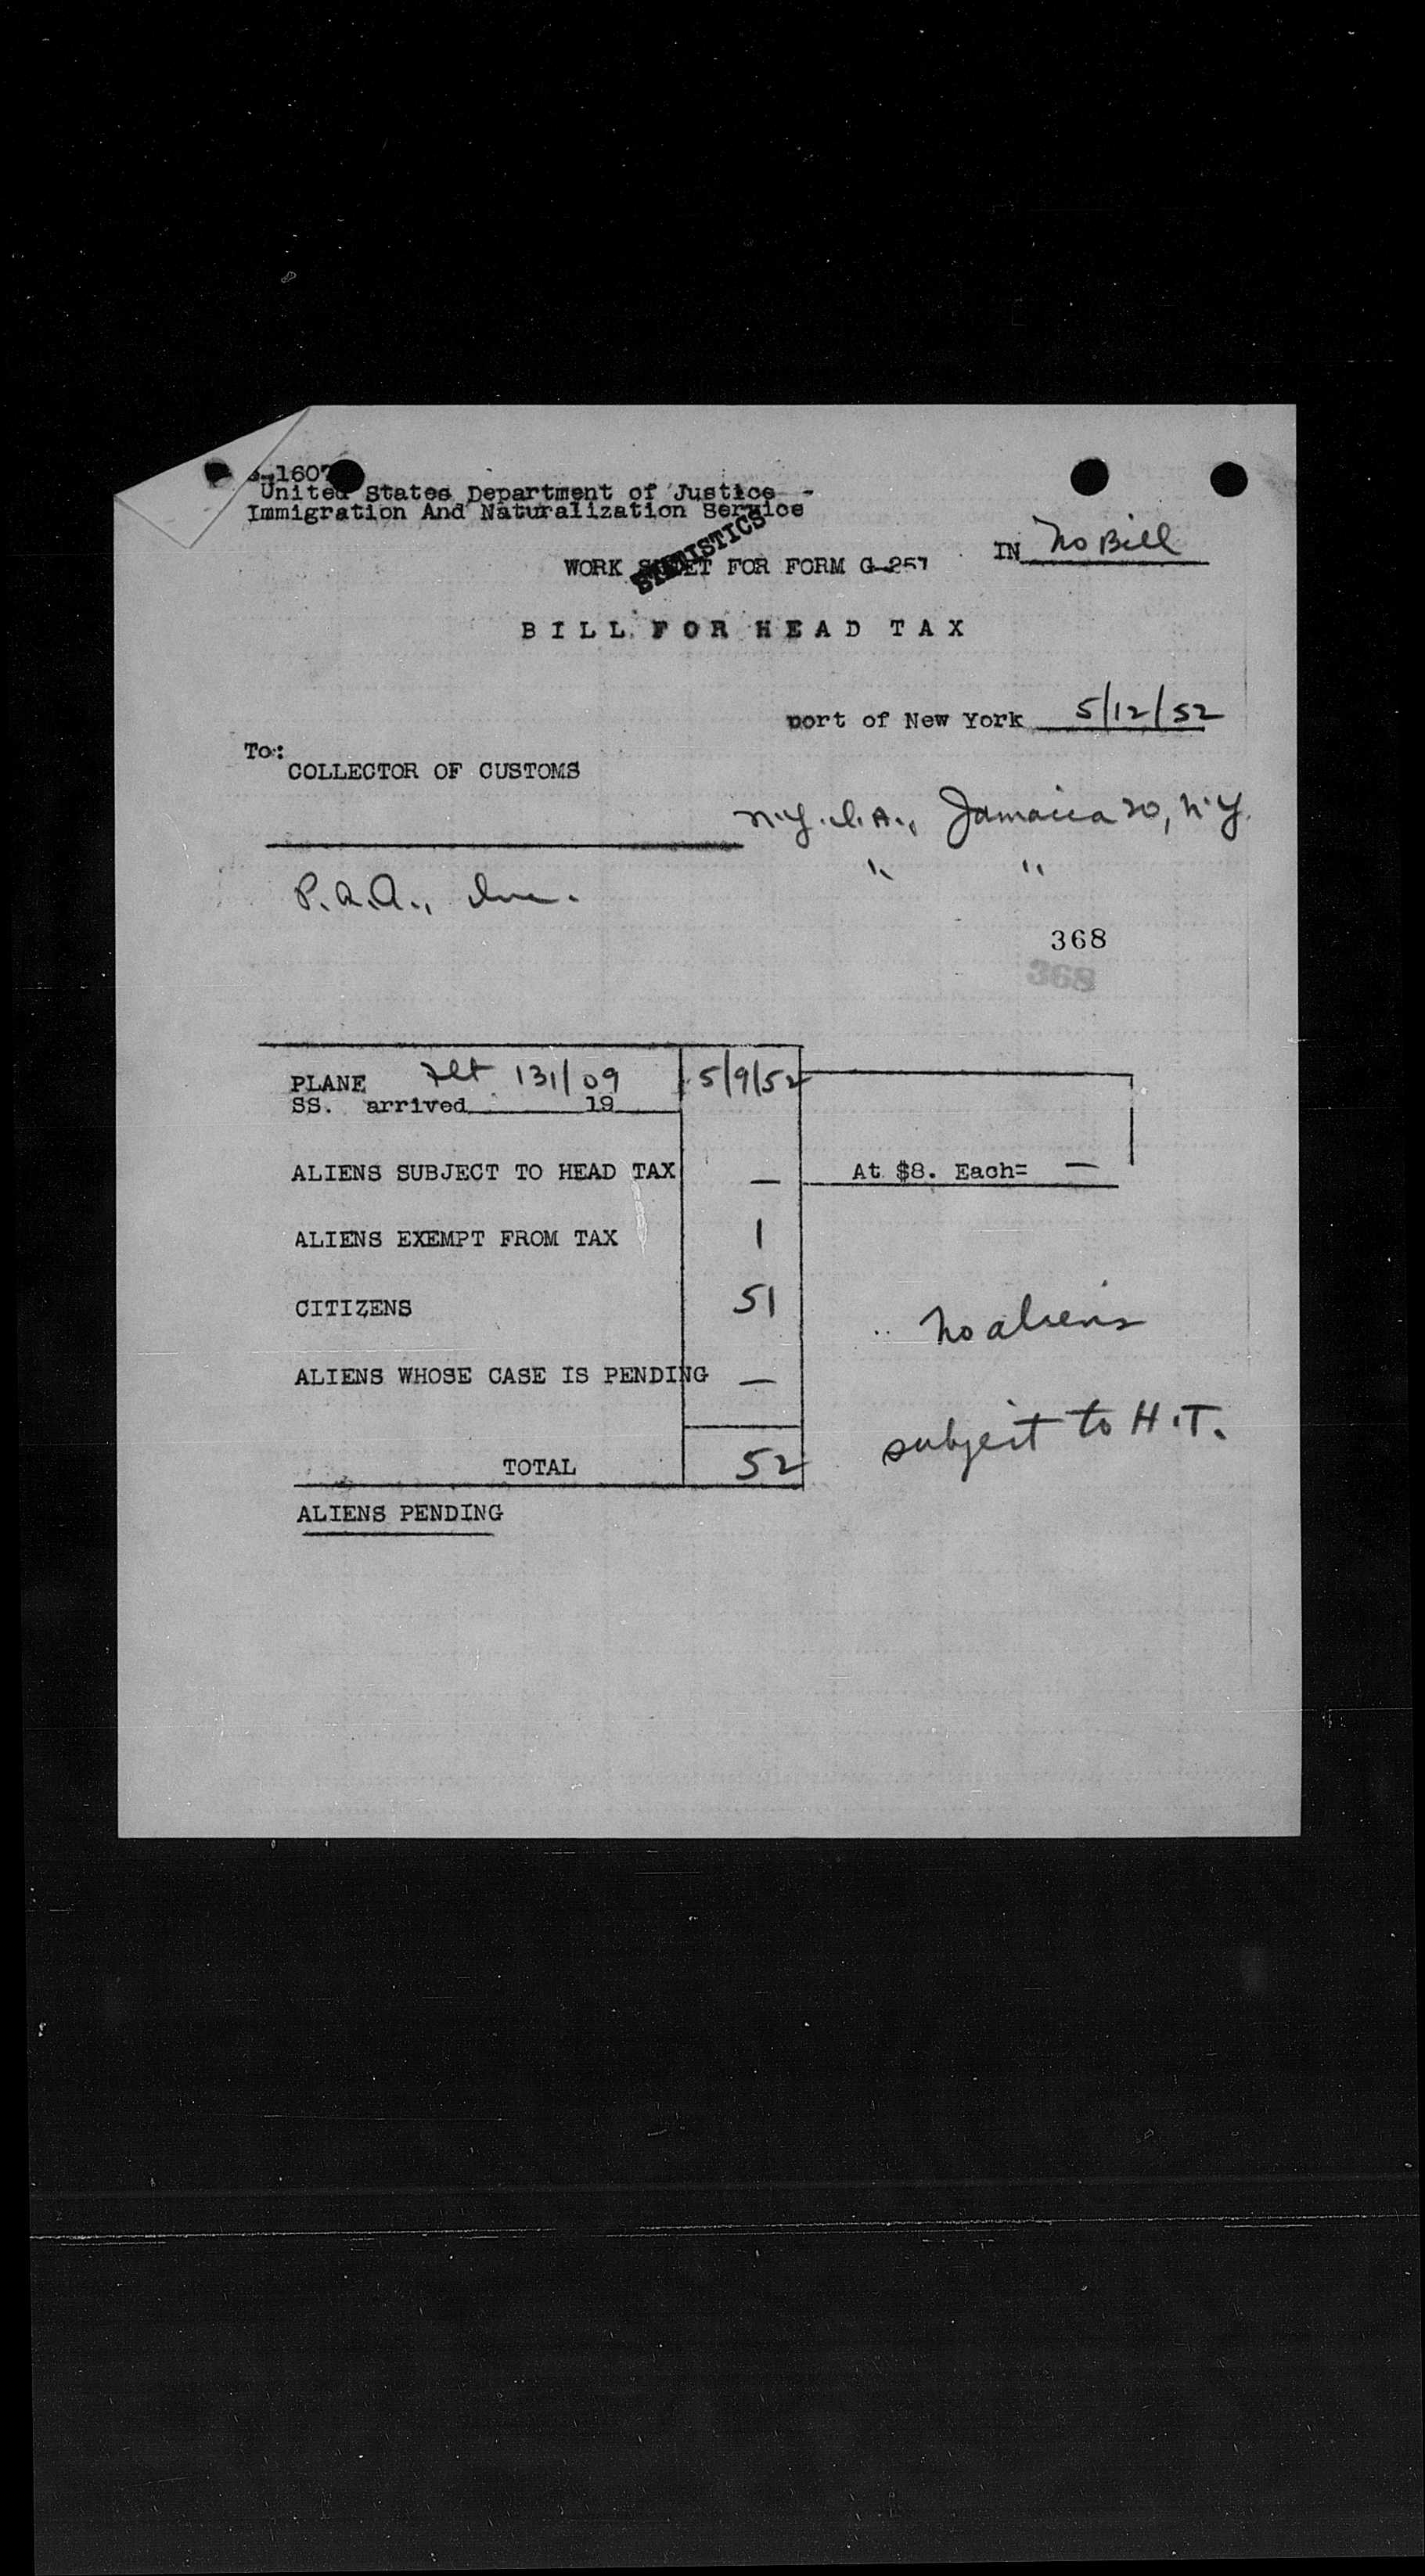 -1607
United States Department of Justice -
Immigration And Naturalization Service
STATISTICS
WORK SHEET FOR FORM G-257
IN No Bill
BILL FOR HEAD TAX
port of New York 5/12/52
To:
COLLECTOR OF CUSTOMS
N.Y.I.A., Jamaica 20, N.Y.
" "
P.A.A., Inc.
368
368
PLANE Flt 131/09 5/9/52
SS. arrived 19
ALIENS SUBJECT TO HEAD TAX — At $8. Each= —
ALIENS EXEMPT FROM TAX 1
CITIZENS 51
No aliens
ALIENS WHOSE CASE IS PENDING —
subject to H.T.
TOTAL 52
ALIENS PENDING